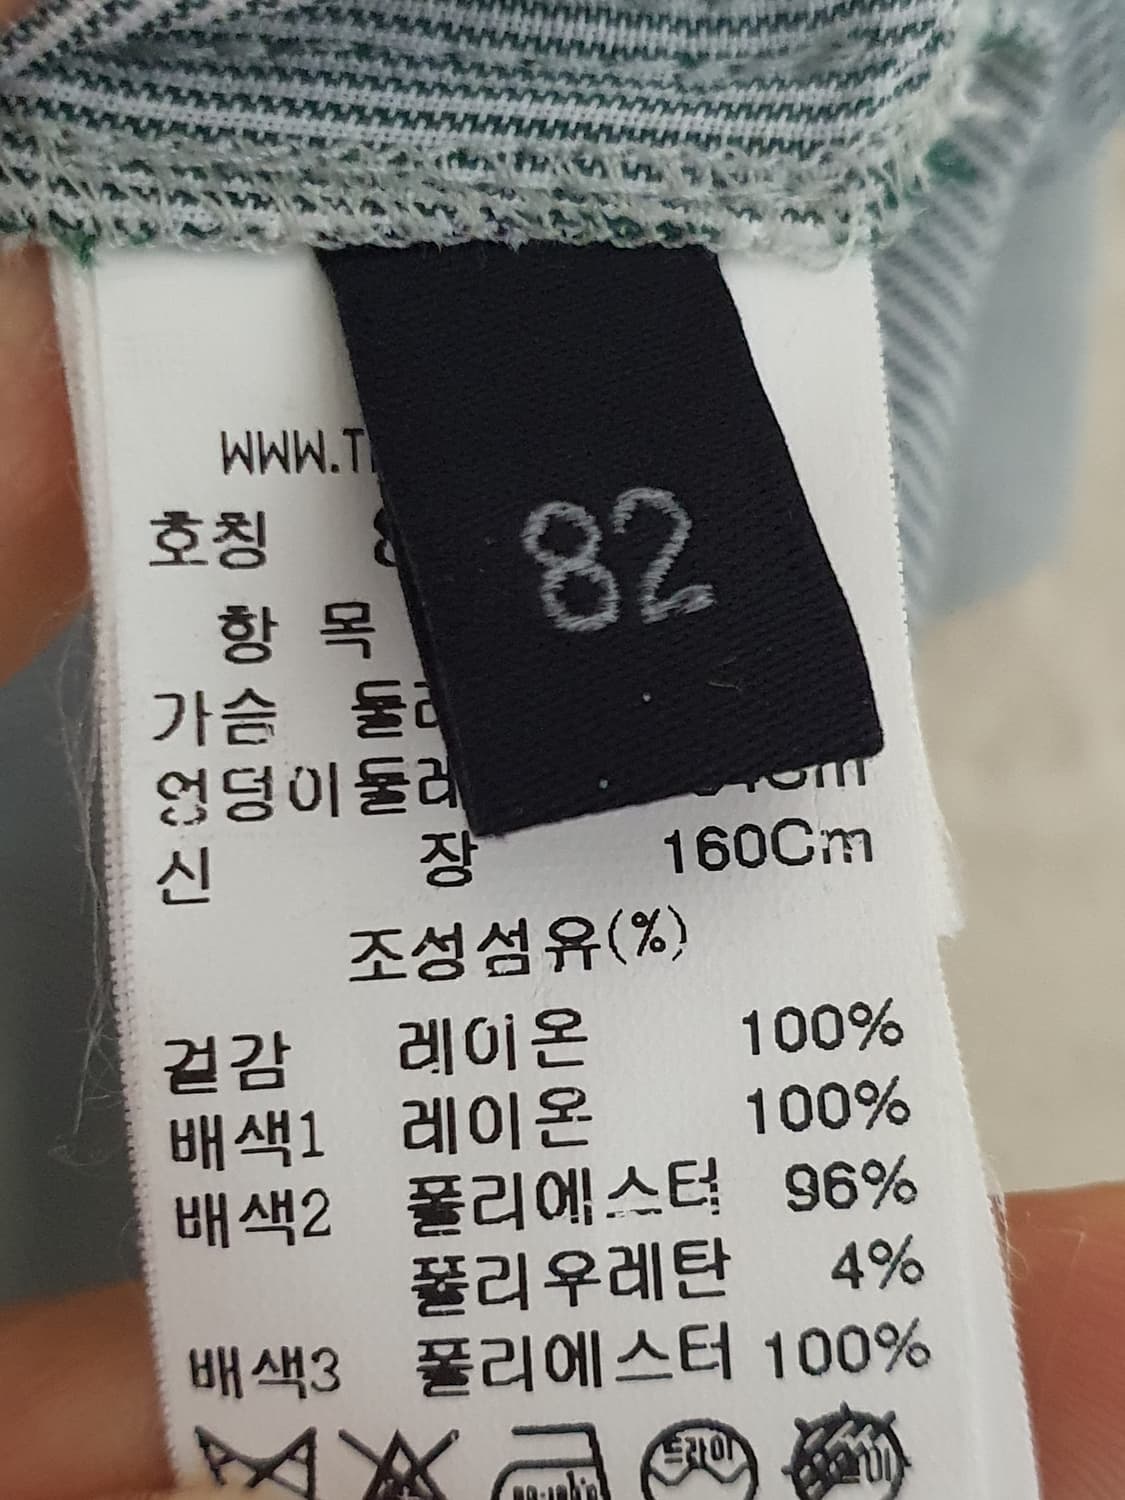 82
WWW.T
호칭
항 목
가슴 둘레
엉덩이둘레
신 장 160Cm
조성섬유(%)
겉감 레이온 100%
배색1 레이온 100%
배색2 폴리에스터 96%
폴리우레탄 4%
배색3 폴리에스터 100%
드라이